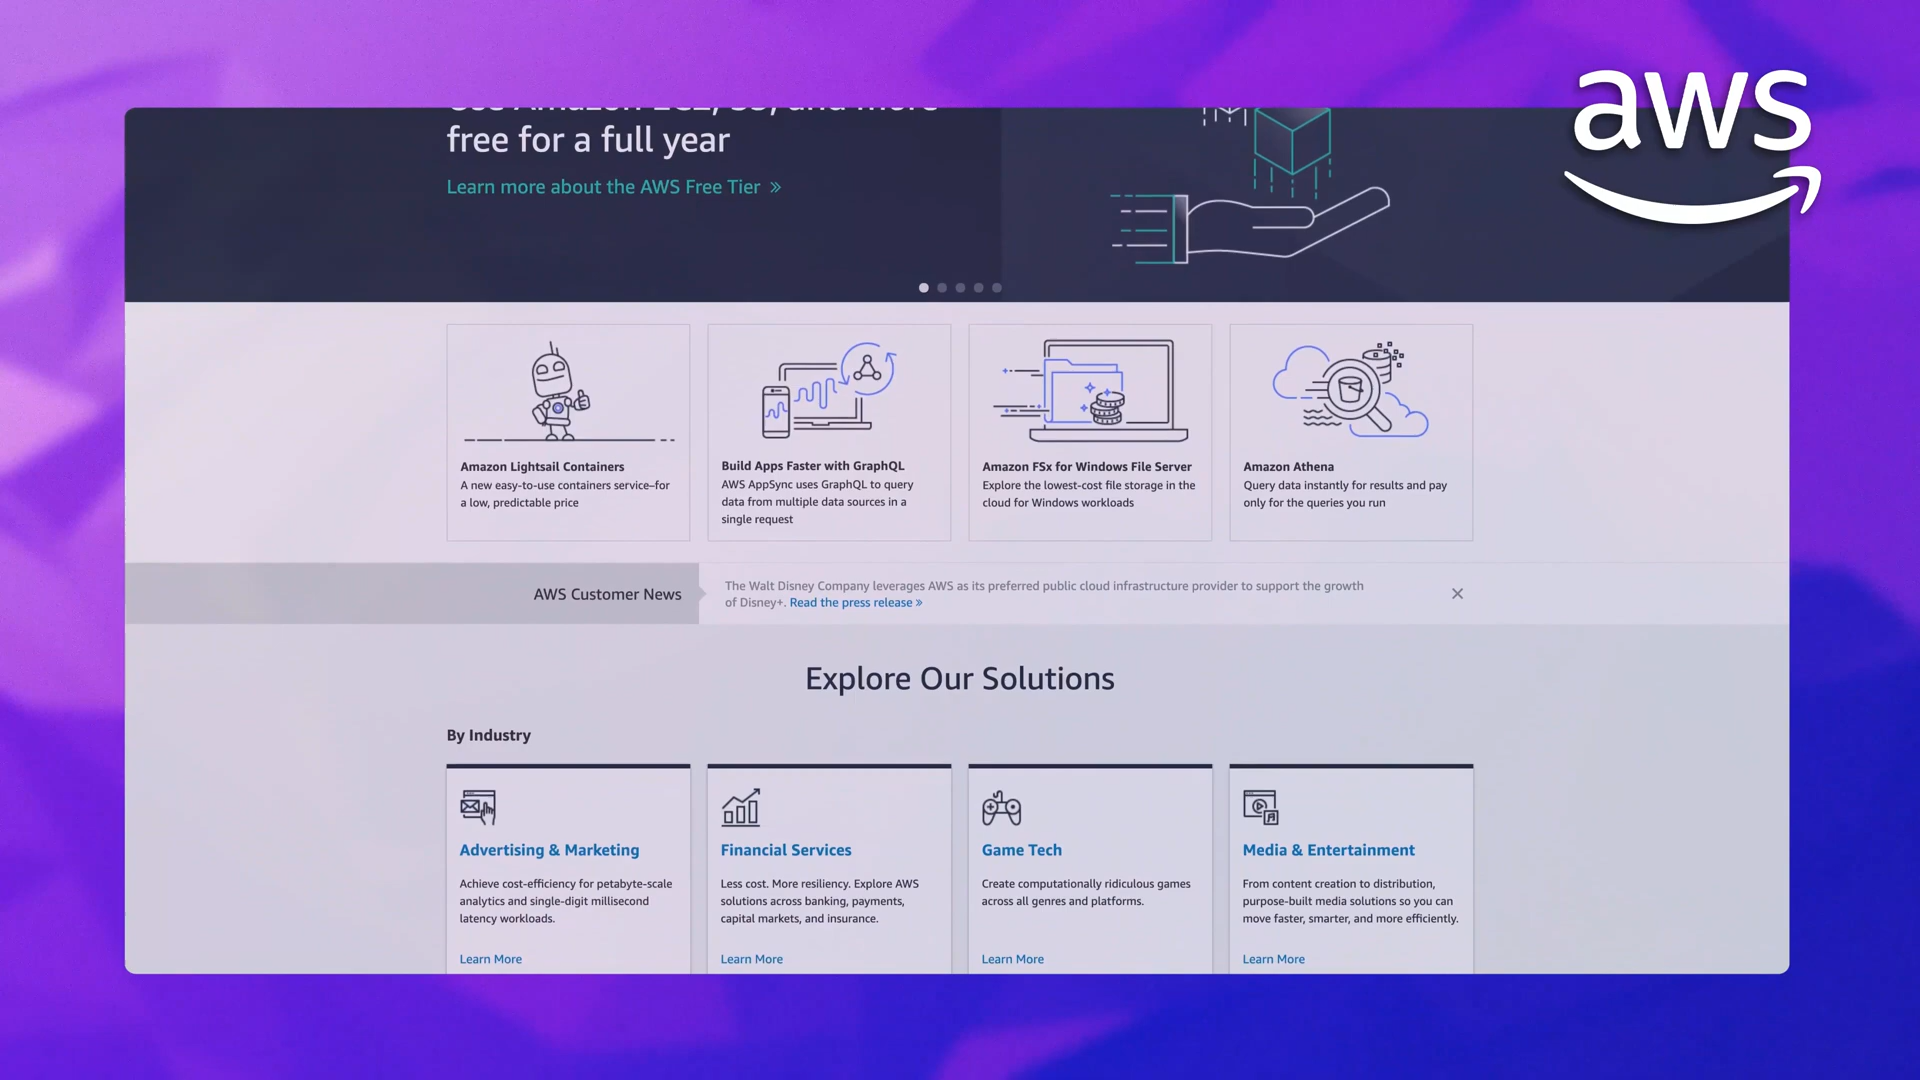 aws
Use Amazon EC2, S3, and more
free for a full year
Learn more about the AWS Free Tier »
Amazon Lightsail Containers
A new easy-to-use containers service–for
a low, predictable price
Build Apps Faster with GraphQL
AWS AppSync uses GraphQL to query
data from multiple data sources in a
single request
Amazon FSx for Windows File Server
Explore the lowest-cost file storage in the
cloud for Windows workloads
Amazon Athena
Query data instantly for results and pay
only for the queries you run
AWS Customer News
The Walt Disney Company leverages AWS as its preferred public cloud infrastructure provider to support the growth
of Disney+. Read the press release »
Explore Our Solutions
By Industry
Advertising & Marketing
Achieve cost-efficiency for petabyte-scale
analytics and single-digit millisecond
latency workloads.
Learn More
Financial Services
Less cost. More resiliency. Explore AWS
solutions across banking, payments,
capital markets, and insurance.
Learn More
Game Tech
Create computationally ridiculous games
across all genres and platforms.
Learn More
Media & Entertainment
From content creation to distribution,
purpose-built media solutions so you can
move faster, smarter, and more efficiently.
Learn More